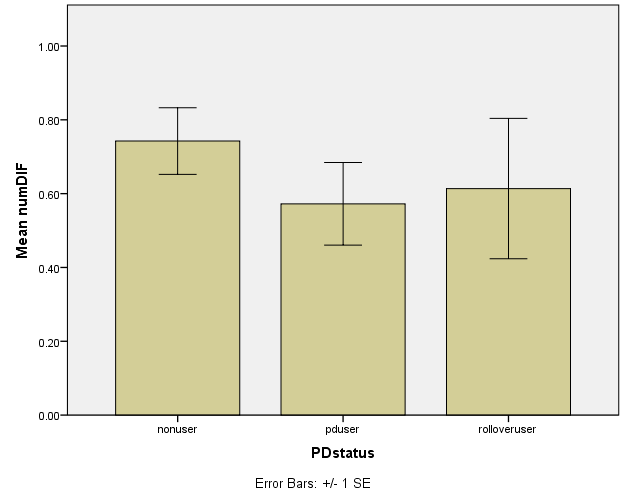 Mean numDIF
1.00
0.80
0.60
0.40
0.20
0.00
nonuser pduser rolloveruser
PDstatus
Error Bars: +/- 1 SE